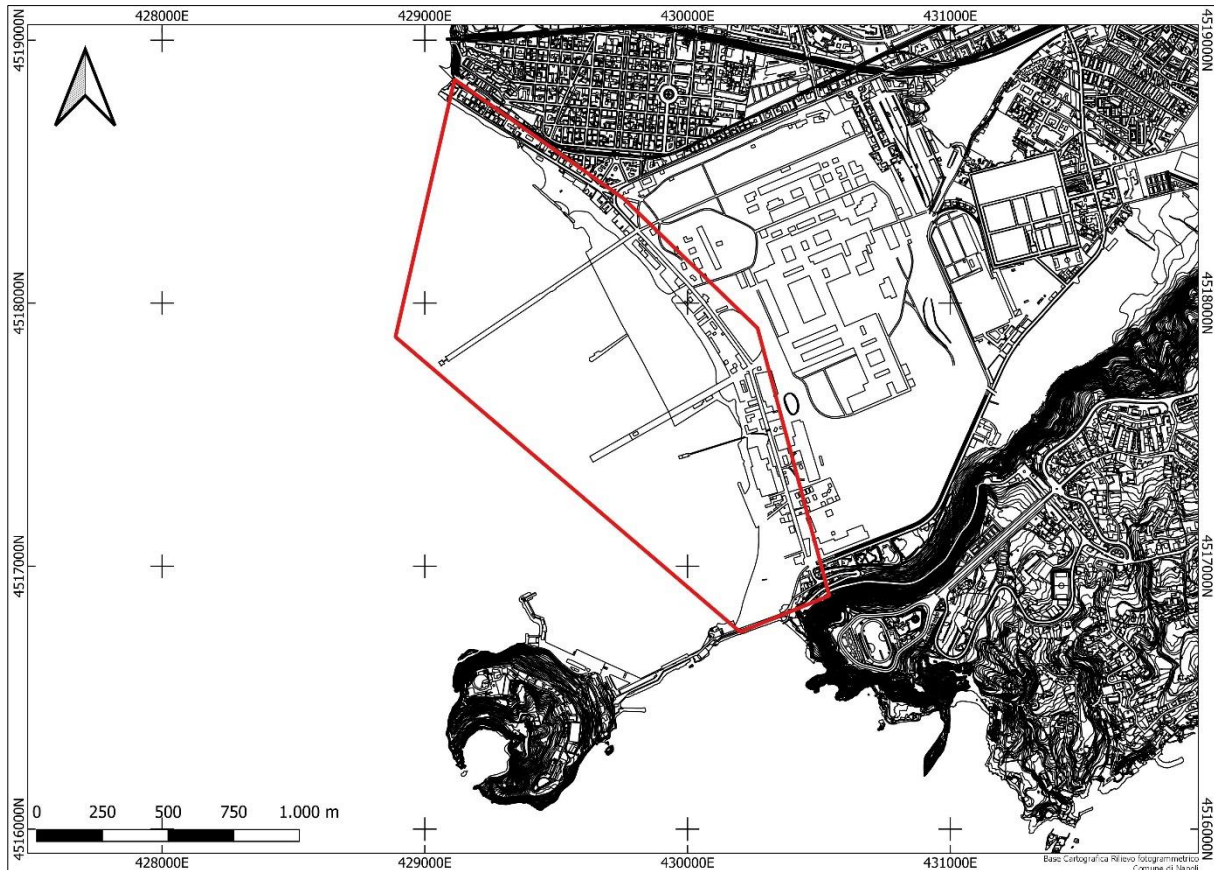 428000E 429000E 430000E 431000E
4519000N 4519000N
4518000N 4518000N
4517000N 4517000N
0 250 500 750 1.000 m
4516000N 4516000N
428000E 429000E 430000E 431000E
Base Cartografica Rilievo fotogrammetrico
Comune di Napoli